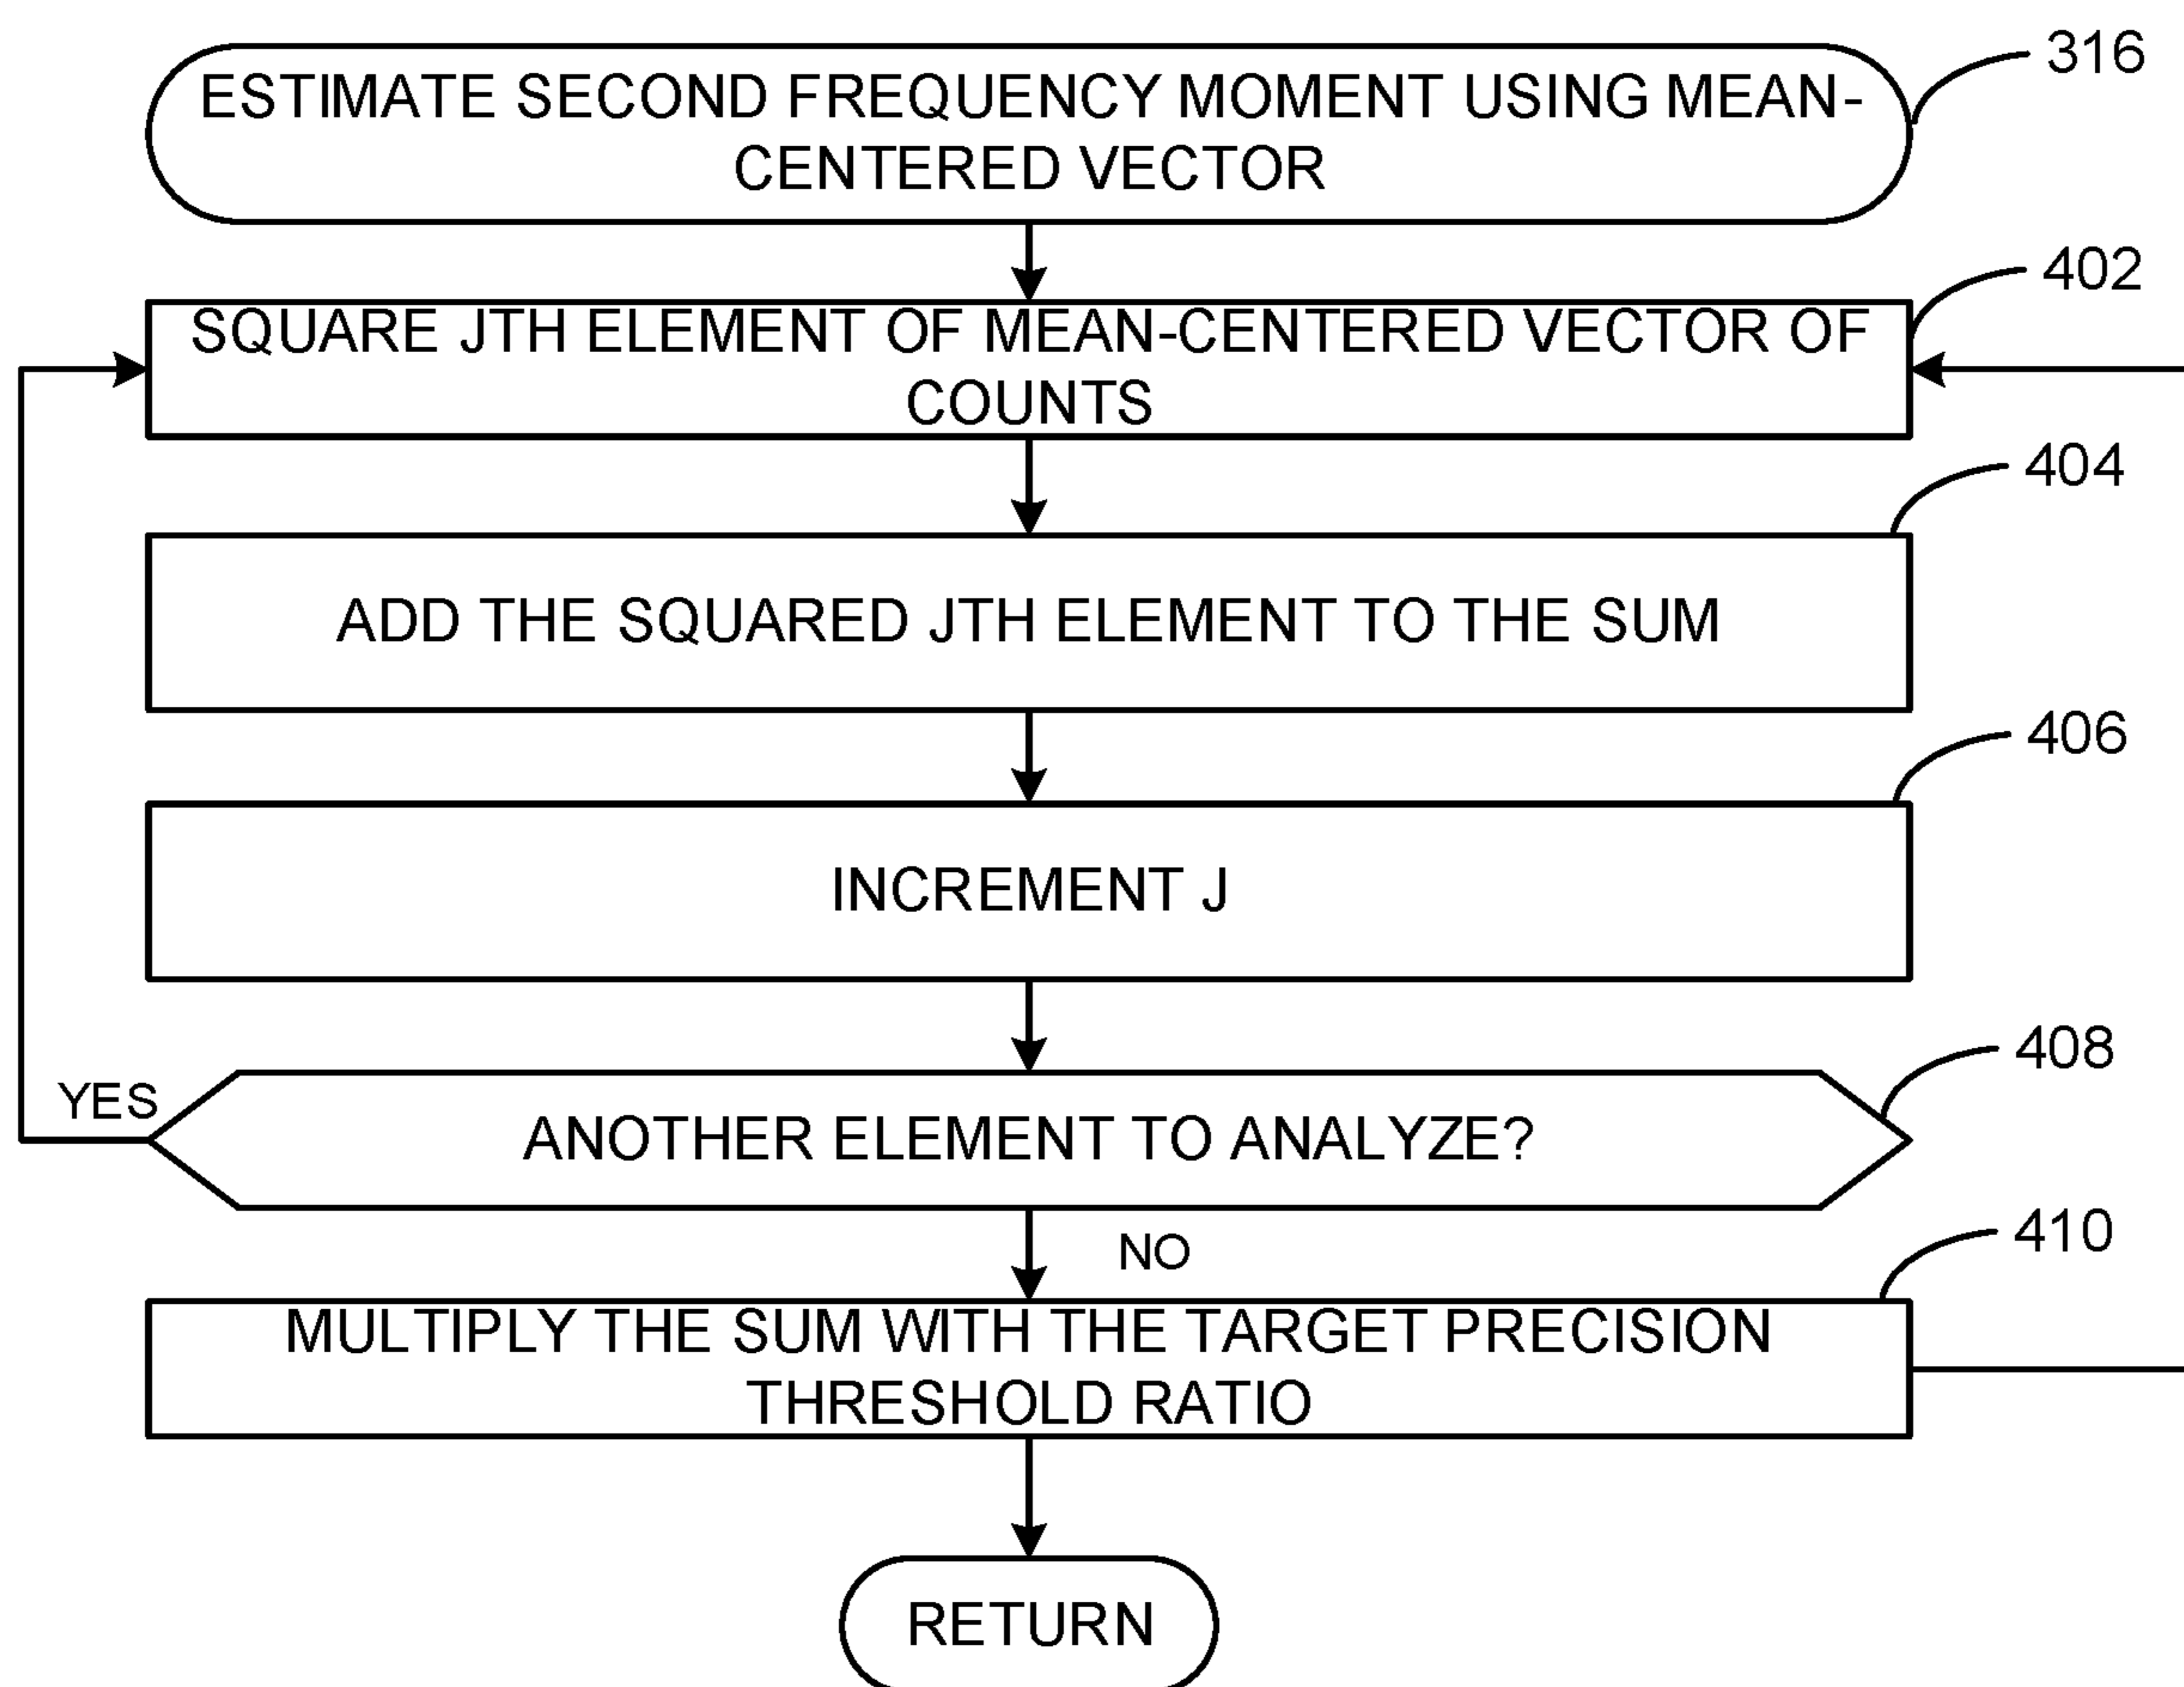 ESTIMATE SECOND FREQUENCY MOMENT USING MEAN-
CENTERED VECTOR
316
402
SQUARE JTH ELEMENT OF MEAN-CENTERED VECTOR OF
COUNTS
404
ADD THE SQUARED JTH ELEMENT TO THE SUM
406
INCREMENT J
408
YES
ANOTHER ELEMENT TO ANALYZE?
NO
410
MULTIPLY THE SUM WITH THE TARGET PRECISION
THRESHOLD RATIO
RETURN